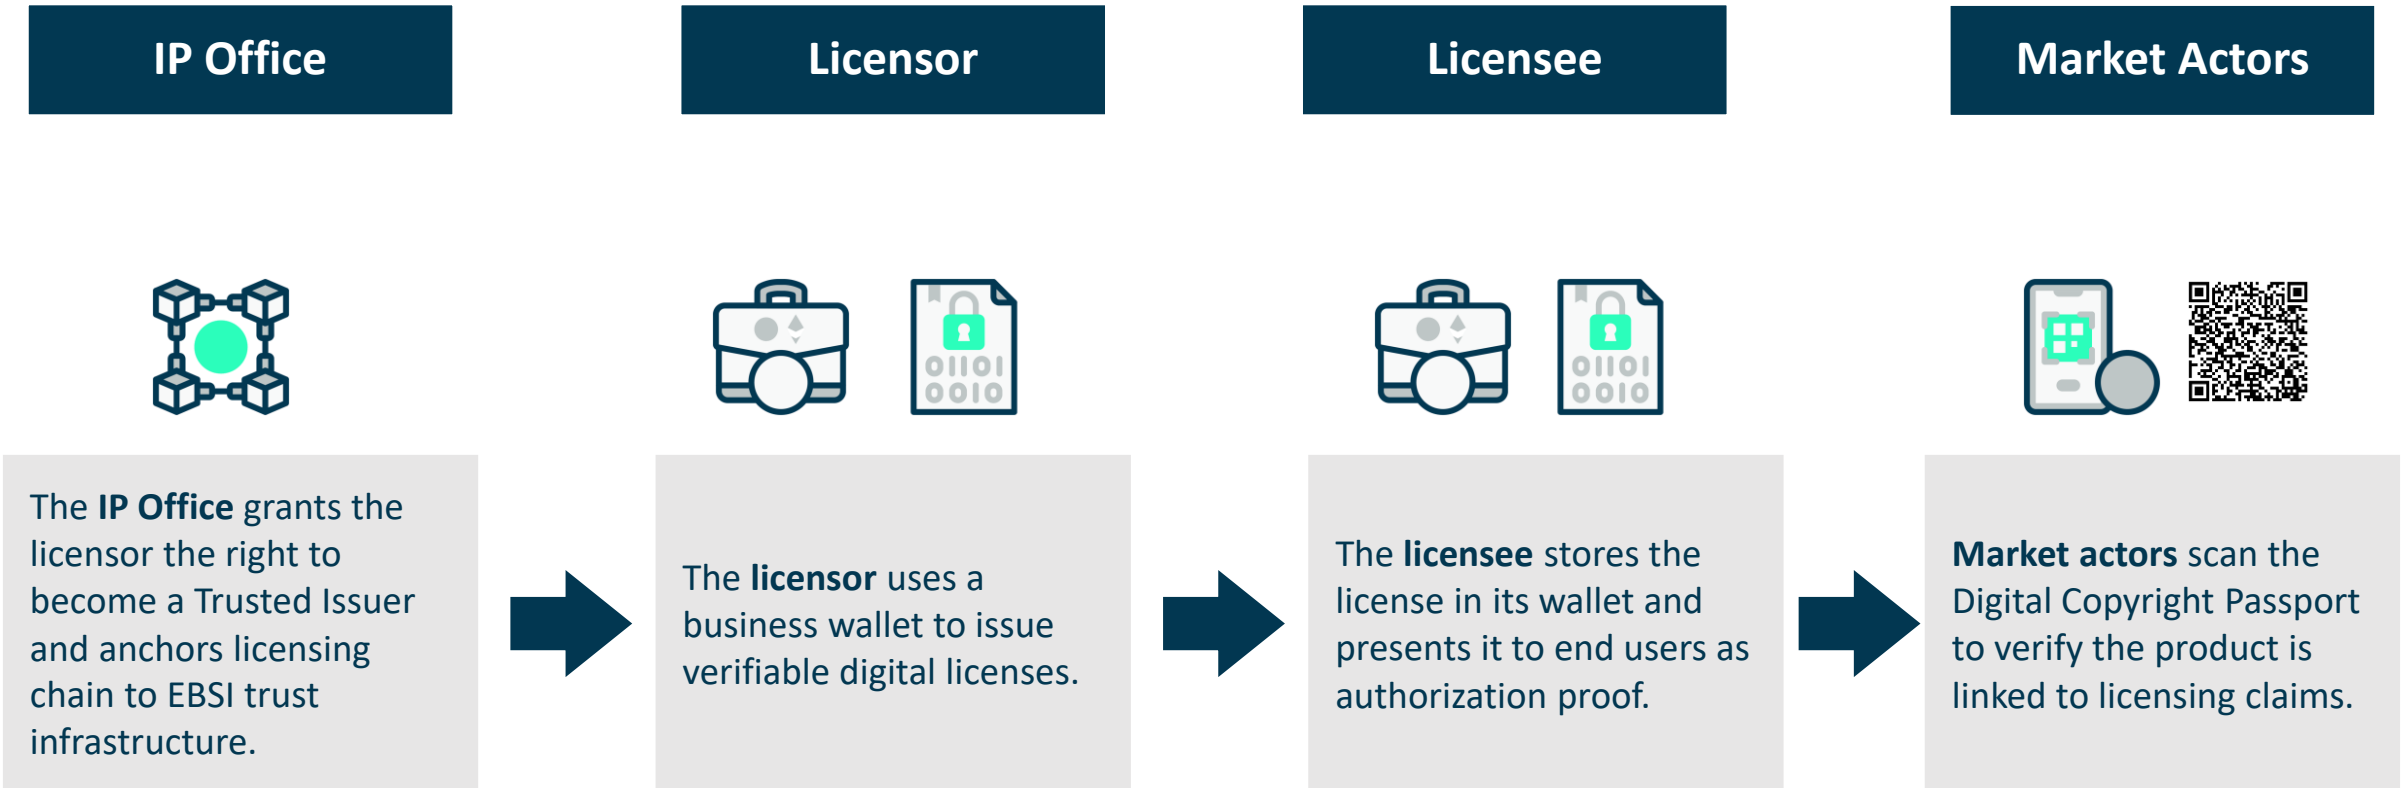 IP Office
Licensor
Licensee
Market Actors
01101
0010
01101
0010
The IP Office grants the
licensor the right to
become a Trusted Issuer
and anchors licensing
chain to EBSI trust
infrastructure.
The licensor uses a
business wallet to issue
verifiable digital licenses.
The licensee stores the
license in its wallet and
presents it to end users as
authorization proof.
Market actors scan the
Digital Copyright Passport
to verify the product is
linked to licensing claims.